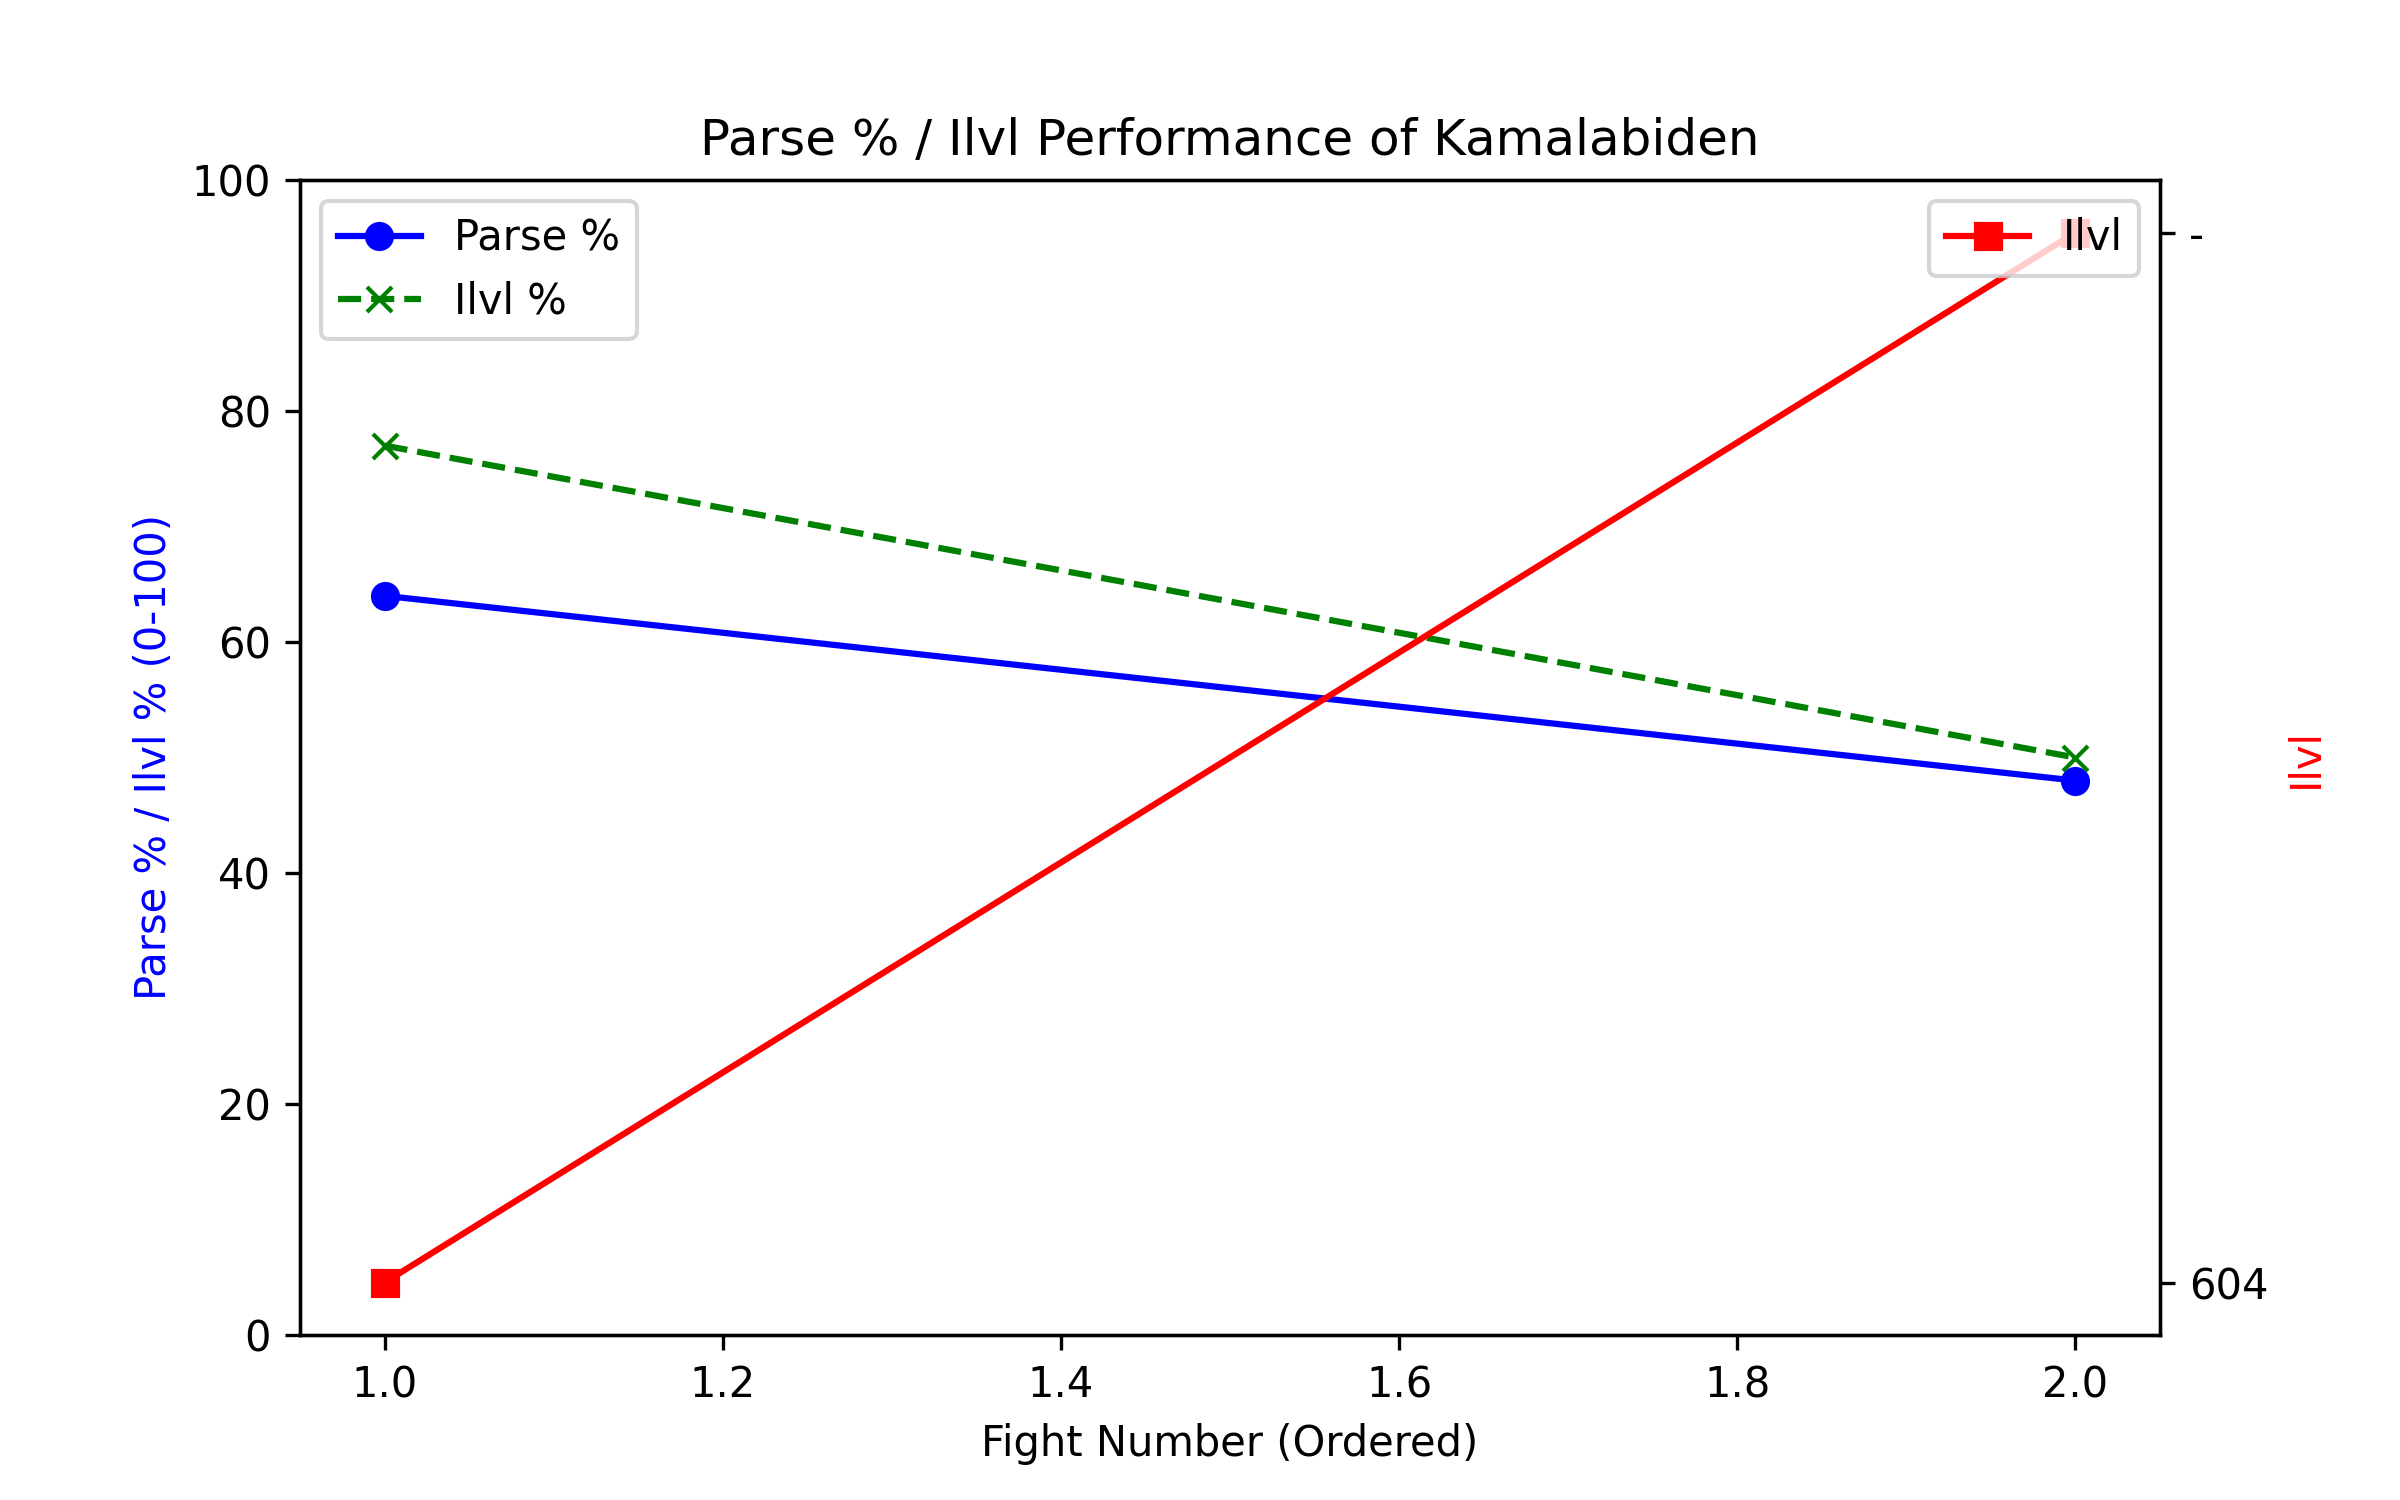 Parse % / Ilvl Performance of Kamalabiden
Parse %
Ilvl %
Ilvl
100
80
60
40
20
0
Parse % / Ilvl % (0-100)
-
604
Ilvl
1.0 1.2 1.4 1.6 1.8 2.0
Fight Number (Ordered)